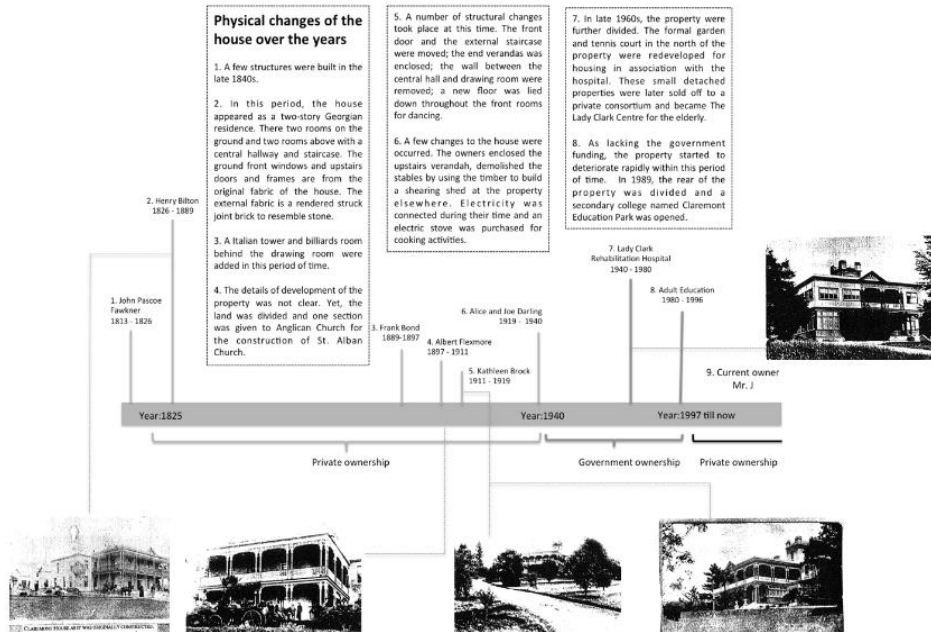 Physical changes of the
house over the years
1. A few structures were built in the
late 1840s.
2. In this period, the house
appeared as a two-story Georgian
residence. There two rooms on the
ground and two rooms above with a
central hallway and staircase. The
ground front windows and upstairs
doors and frames are from the
original fabric of the house. The
external fabric is a rendered struck
joint brick to resemble stone.
3. A Italian tower and billiards room
behind the drawing room were
added in this period of time.
4. The details of development of the
property was not clear. Yet, the
land was divided and one section
was given to Anglican Church for
the construction of St. Alban
Church.
5. A number of structural changes
took place at this time. The front
door and the external staircase
were moved; the end verandas was
enclosed; the wall between the
central hall and drawing room were
removed; a new floor was lied
down throughout the front rooms
for dancing.
6. A few changes to the house were
occurred. The owners enclosed the
upstairs verandah, demolished the
stables by using the timber to build
a shearing shed at the property
elsewhere. Electricity was
connected during their time and an
electric stove was purchased for
cooking activities.
7. In late 1960s, the property were
further divided. The formal garden
and tennis court in the north of the
property were redeveloped for
housing in association with the
hospital. These small detached
properties were later sold off to a
private consortium and became The
Lady Clark Centre for the elderly.
8. As lacking the government
funding, the property started to
deteriorate rapidly within this period
of time. In 1989, the rear of the
property was divided and a
secondary college named Claremont
Education Park was opened.
1. John Pascoe
Fawkner
1813 - 1826
2. Henry Bilton
1826 - 1889
3. Frank Bond
1889-1897
4. Albert Flexmore
1897 - 1911
5. Kathleen Brock
1911 - 1919
6. Alice and Joe Darling
1919 - 1940
7. Lady Clark
Rehabilitation Hospital
1940 - 1980
8. Adult Education
1980 - 1996
9. Current owner
Mr. J
Year:1825
Year:1940
Year:1997 till now
Private ownership
Government ownership
Private ownership
CLAREMONT HOUSE AS IT WAS ORIGINALLY CONSTRUCTED.